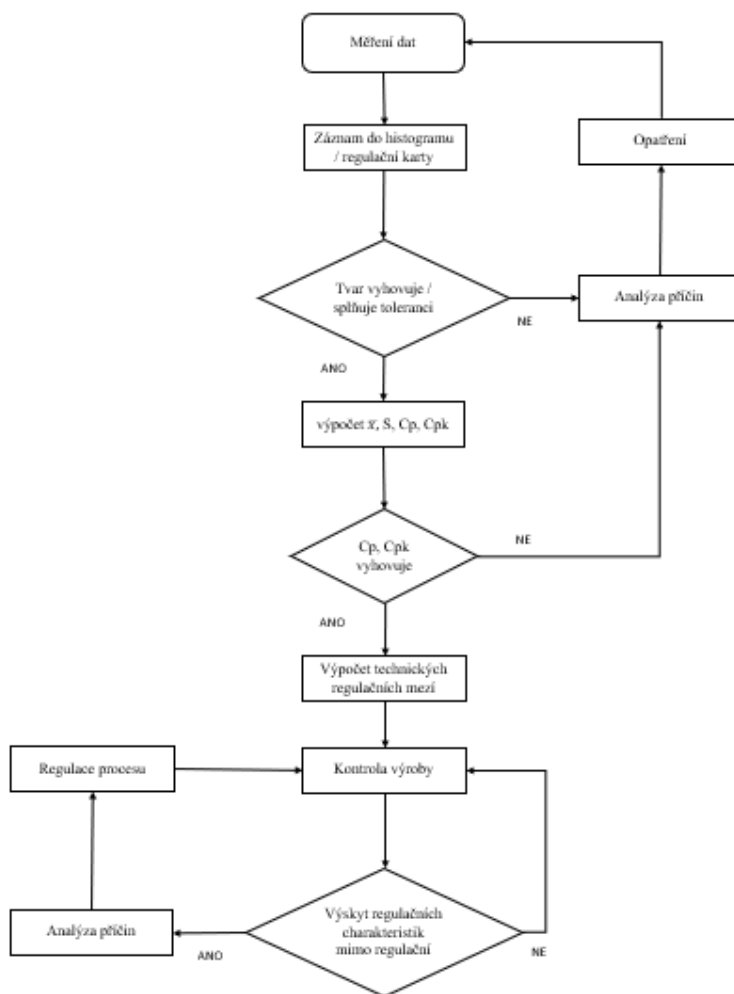 Měření dat
Záznam do histogramu
/ regulační karty
Opatření
Tvar vyhovuje /
splňuje toleranci
NE
Analýza příčin
ANO
výpočet x̄, S, Cp, Cpk
Cp, Cpk
vyhovuje
NE
ANO
Výpočet technických
regulačních mezí
Regulace procesu
Kontrola výroby
Analýza příčin
ANO
Výskyt regulačních
charakteristik
mimo regulační
NE